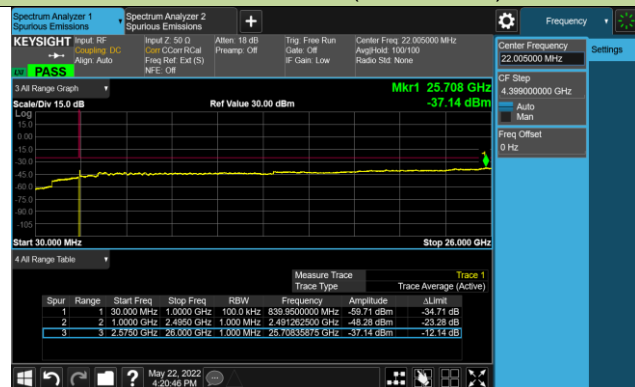 Spectrum Analyzer 1
Spurious Emissions
Spectrum Analyzer 2
Spurious Emissions
Frequency
KEYSIGHT
Input: RF
Coupling: DC
Align: Auto
Input Z: 50 Ω
Corr CCorr RCal
Freq Ref: Ext (S)
NFE: Off
Atten: 18 dB
Preamp: Off
Trig: Free Run
Gate: Off
IF Gain: Low
Center Freq: 22.005000 MHz
Avg|Hold: 100/100
Radio Std: None
PASS
Center Frequency
22.005000 MHz
Settings
CF Step
4.399000000 GHz
Auto
Man
Freq Offset
0 Hz
3 All Range Graph
Mkr1 25.708 GHz
Scale/Div 15.0 dB
Ref Value 30.00 dBm
-37.14 dBm
Log
15.0
0.00
-15.0
-30.0
-45.0
-60.0
-75.0
-90.0
-105
Start 30.000 MHz
Stop 26.000 GHz
4 All Range Table
Measure Trace Trace 1
Trace Type Trace Average (Active)
Spur Range Start Freq Stop Freq RBW Frequency Amplitude ΔLimit
1 1 30.000 MHz 1.0000 GHz 100.0 kHz 839.9500000 MHz -59.71 dBm -34.71 dB
2 2 1.0000 GHz 2.4950 GHz 1.000 MHz 2.491262500 GHz -48.28 dBm -23.28 dB
3 3 2.5750 GHz 26.000 GHz 1.000 MHz 25.70835875 GHz -37.14 dBm -12.14 dB
May 22, 2022
4:20:46 PM